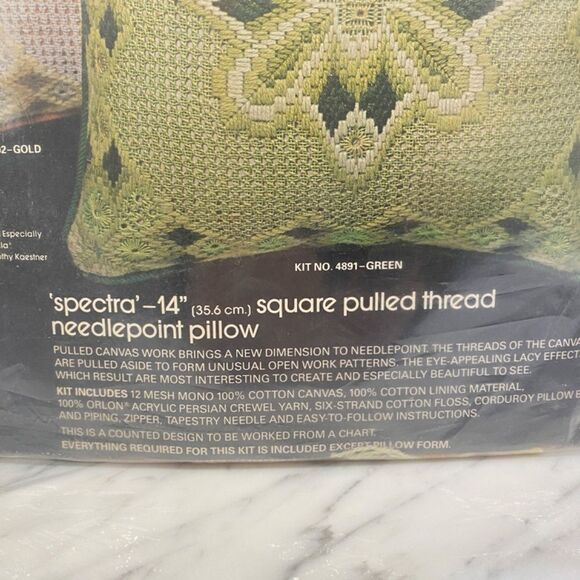 2-GOLD
Especially
la'
thy Kaestner
KIT NO. 4891-GREEN
'spectra'-14" (35.6 cm.) square pulled thread
needlepoint pillow
PULLED CANVAS WORK BRINGS A NEW DIMENSION TO NEEDLEPOINT. THE THREADS OF THE CANVA
ARE PULLED ASIDE TO FORM UNUSUAL OPEN WORK PATTERNS. THE EYE-APPEALING LACY EFFECT
WHICH RESULT ARE MOST INTERESTING TO CREATE AND ESPECIALLY BEAUTIFUL TO SEE.
KIT INCLUDES 12 MESH MONO 100% COTTON CANVAS, 100% COTTON LINING MATERIAL,
100% ORLON® ACRYLIC PERSIAN CREWEL YARN, SIX-STRAND COTTON FLOSS, CORDUROY PILLOW B
AND PIPING, ZIPPER, TAPESTRY NEEDLE AND EASY-TO-FOLLOW INSTRUCTIONS.
THIS IS A COUNTED DESIGN TO BE WORKED FROM A CHART.
EVERYTHING REQUIRED FOR THIS KIT IS INCLUDED EXCEPT PILLOW FORM.